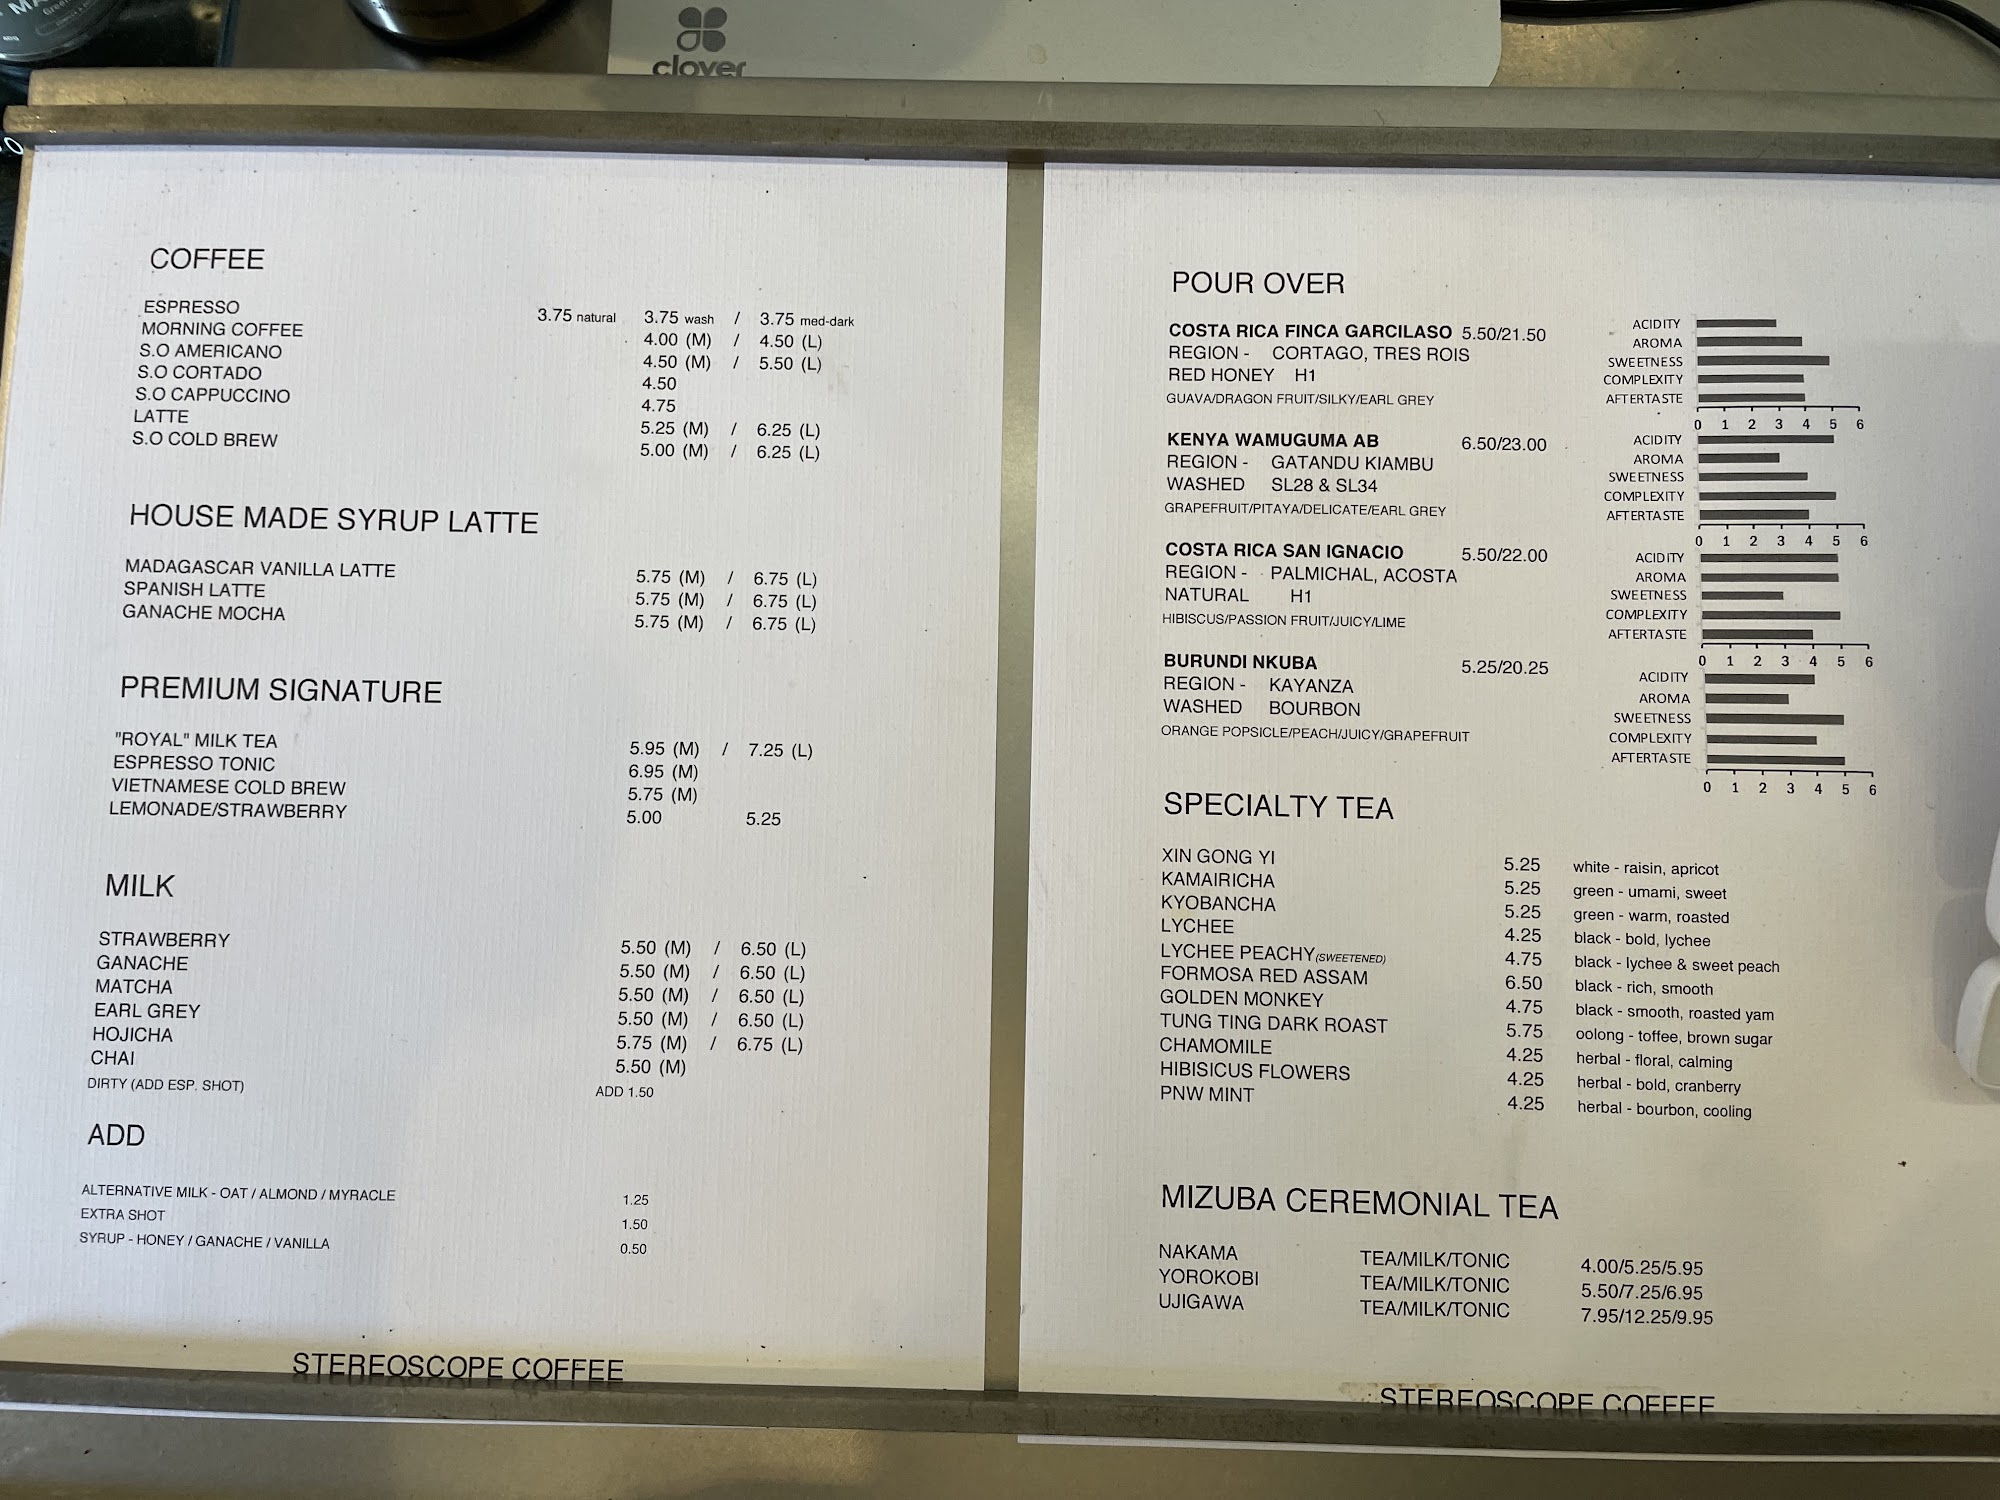 clover
COFFEE
ESPRESSO 3.75 natural 3.75 wash / 3.75 med-dark
MORNING COFFEE 4.00 (M) / 4.50 (L)
S.O AMERICANO 4.50 (M) / 5.50 (L)
S.O CORTADO 4.50
S.O CAPPUCCINO 4.75
LATTE 5.25 (M) / 6.25 (L)
S.O COLD BREW 5.00 (M) / 6.25 (L)
HOUSE MADE SYRUP LATTE
MADAGASCAR VANILLA LATTE 5.75 (M) / 6.75 (L)
SPANISH LATTE 5.75 (M) / 6.75 (L)
GANACHE MOCHA 5.75 (M) / 6.75 (L)
PREMIUM SIGNATURE
"ROYAL" MILK TEA 5.95 (M) / 7.25 (L)
ESPRESSO TONIC 6.95 (M)
VIETNAMESE COLD BREW 5.75 (M)
LEMONADE/STRAWBERRY 5.00 5.25
MILK
STRAWBERRY 5.50 (M) / 6.50 (L)
GANACHE 5.50 (M) / 6.50 (L)
MATCHA 5.50 (M) / 6.50 (L)
EARL GREY 5.50 (M) / 6.50 (L)
HOJICHA 5.75 (M) / 6.75 (L)
CHAI 5.50 (M)
DIRTY (ADD ESP. SHOT) ADD 1.50
ADD
ALTERNATIVE MILK - OAT / ALMOND / MYRACLE 1.25
EXTRA SHOT 1.50
SYRUP - HONEY / GANACHE / VANILLA 0.50
STEREOSCOPE COFFEE
POUR OVER
COSTA RICA FINCA GARCILASO 5.50/21.50
REGION - CORTAGO, TRES ROIS
RED HONEY H1
GUAVA/DRAGON FRUIT/SILKY/EARL GREY
ACIDITY
AROMA
SWEETNESS
COMPLEXITY
AFTERTASTE
0 1 2 3 4 5 6
KENYA WAMUGUMA AB 6.50/23.00
REGION - GATANDU KIAMBU
WASHED SL28 & SL34
GRAPEFRUIT/PITAYA/DELICATE/EARL GREY
ACIDITY
AROMA
SWEETNESS
COMPLEXITY
AFTERTASTE
0 1 2 3 4 5 6
COSTA RICA SAN IGNACIO 5.50/22.00
REGION - PALMICHAL, ACOSTA
NATURAL H1
HIBISCUS/PASSION FRUIT/JUICY/LIME
ACIDITY
AROMA
SWEETNESS
COMPLEXITY
AFTERTASTE
0 1 2 3 4 5 6
BURUNDI NKUBA 5.25/20.25
REGION - KAYANZA
WASHED BOURBON
ORANGE POPSICLE/PEACH/JUICY/GRAPEFRUIT
ACIDITY
AROMA
SWEETNESS
COMPLEXITY
AFTERTASTE
0 1 2 3 4 5 6
SPECIALTY TEA
XIN GONG YI 5.25 white - raisin, apricot
KAMAIRICHA 5.25 green - umami, sweet
KYOBANCHA 5.25 green - warm, roasted
LYCHEE 4.25 black - bold, lychee
LYCHEE PEACHY (SWEETENED) 4.75 black - lychee & sweet peach
FORMOSA RED ASSAM 6.50 black - rich, smooth
GOLDEN MONKEY 4.75 black - smooth, roasted yam
TUNG TING DARK ROAST 5.75 oolong - toffee, brown sugar
CHAMOMILE 4.25 herbal - floral, calming
HIBISICUS FLOWERS 4.25 herbal - bold, cranberry
PNW MINT 4.25 herbal - bourbon, cooling
MIZUBA CEREMONIAL TEA
NAKAMA TEA/MILK/TONIC 4.00/5.25/5.95
YOROKOBI TEA/MILK/TONIC 5.50/7.25/6.95
UJIGAWA TEA/MILK/TONIC 7.95/12.25/9.95
STEREOSCOPE COFFEE